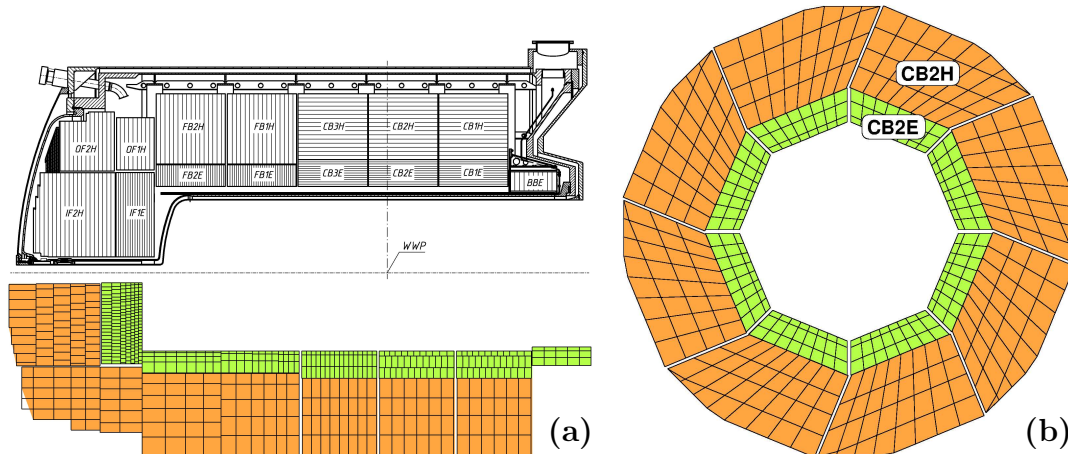 FB2H
FB1H
CB3H
CB2H
CB1H
OF2H
OF1H
FB2E
FB1E
CB3E
CB2E
CB1E
BBE
IF2H
IF1E
WWP
(a)
CB2H
CB2E
(b)